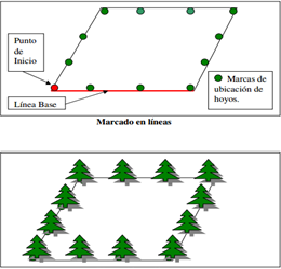 Punto
de
Inicio
Línea Base
Marcas de
ubicación de
hoyos.
Marcado en líneas